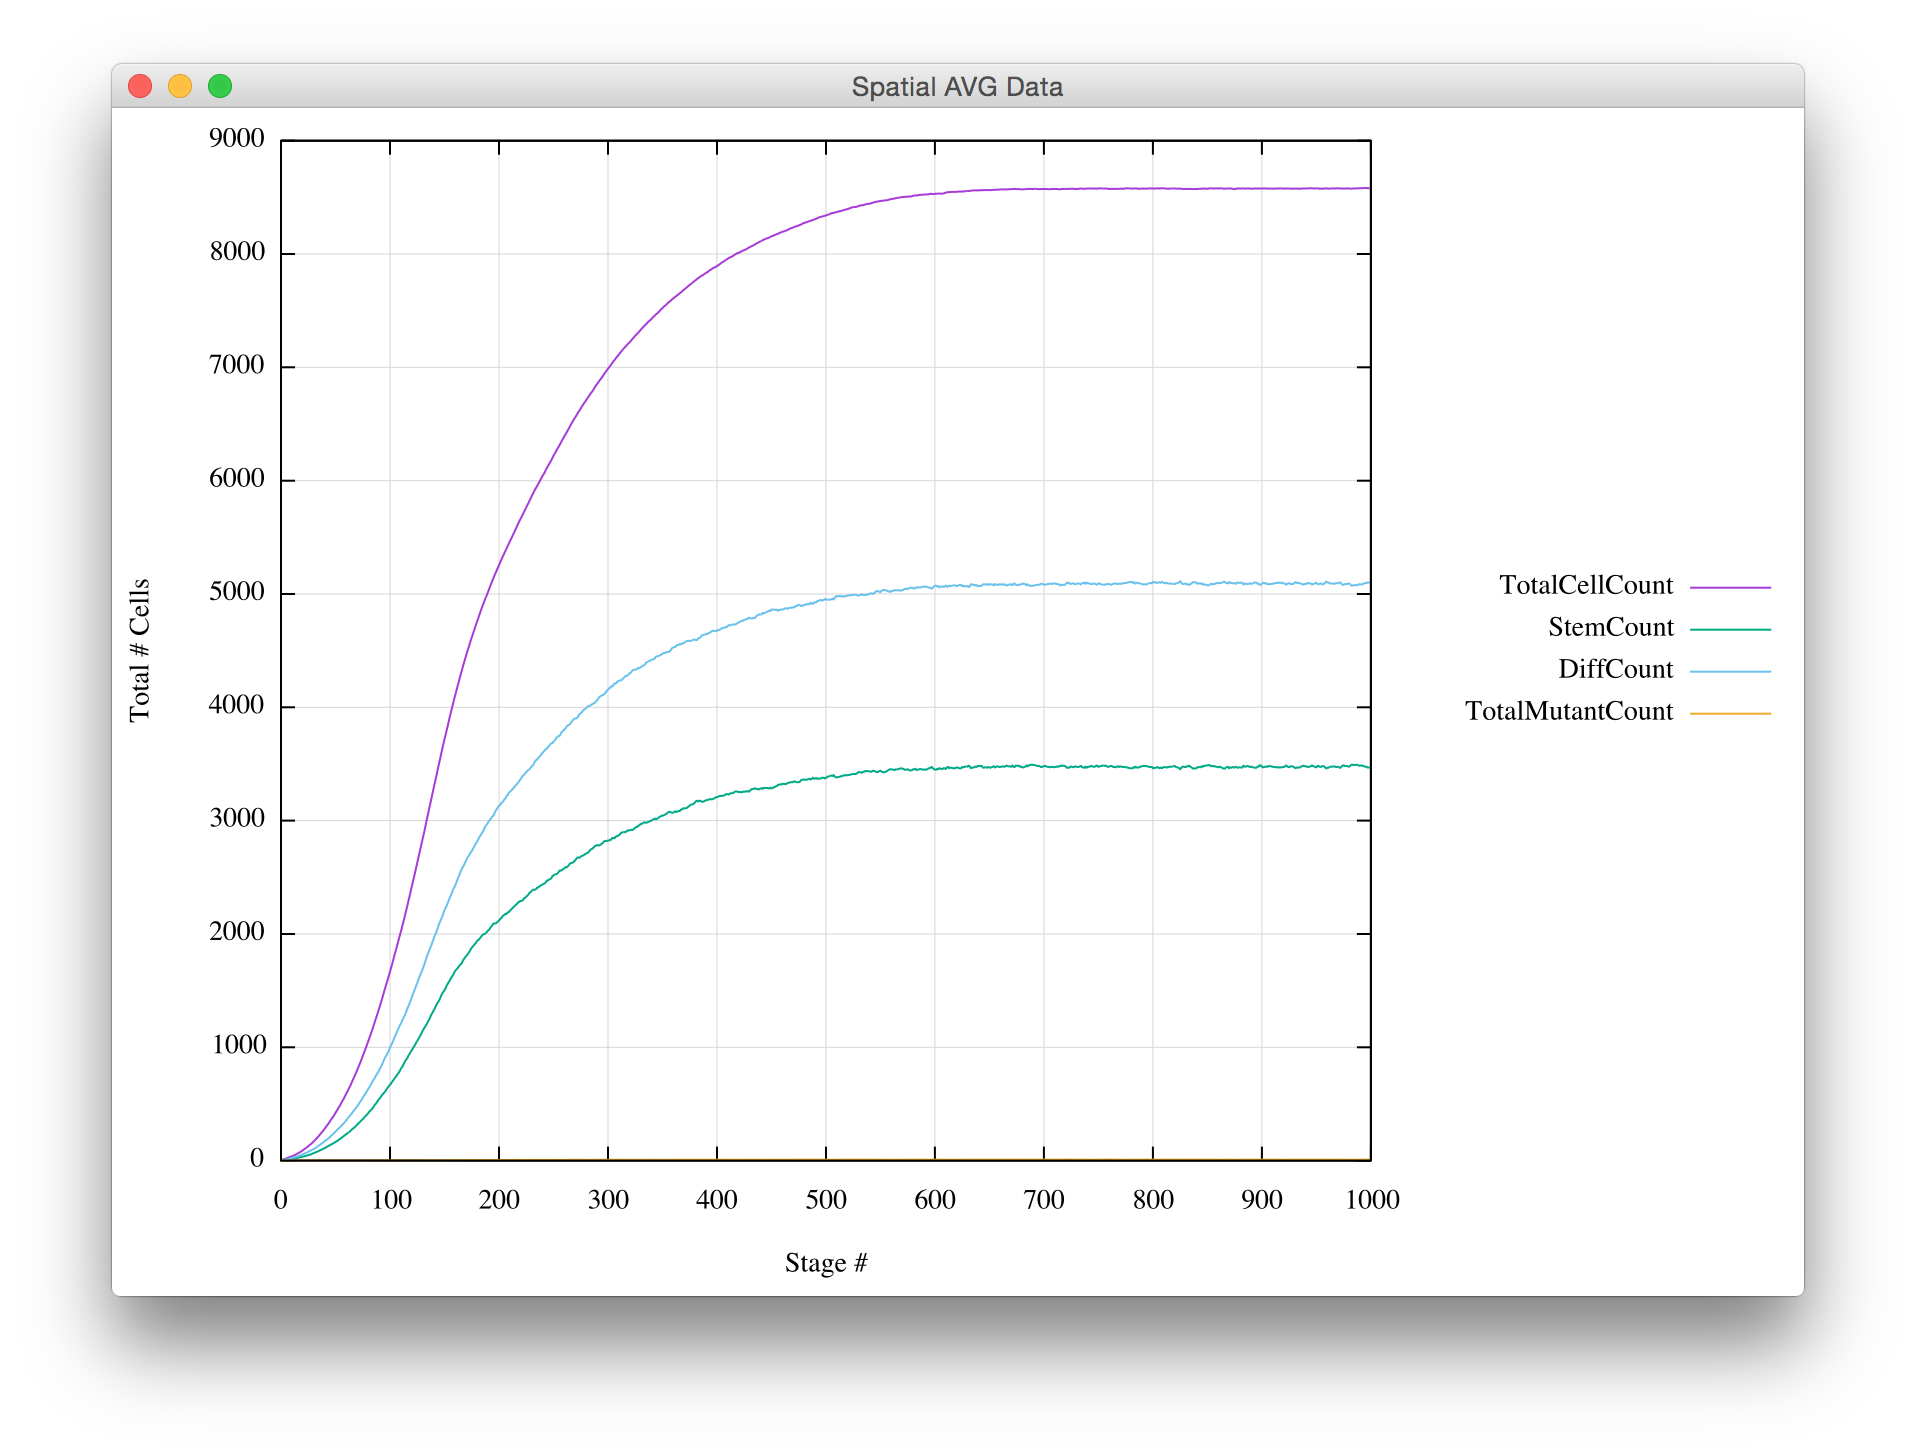 Spatial AVG Data
9000
8000
7000
6000
5000
4000
3000
2000
1000
0
Total # Cells
0 100 200 300 400 500 600 700 800 900 1000
Stage #
TotalCellCount
StemCount
DiffCount
TotalMutantCount